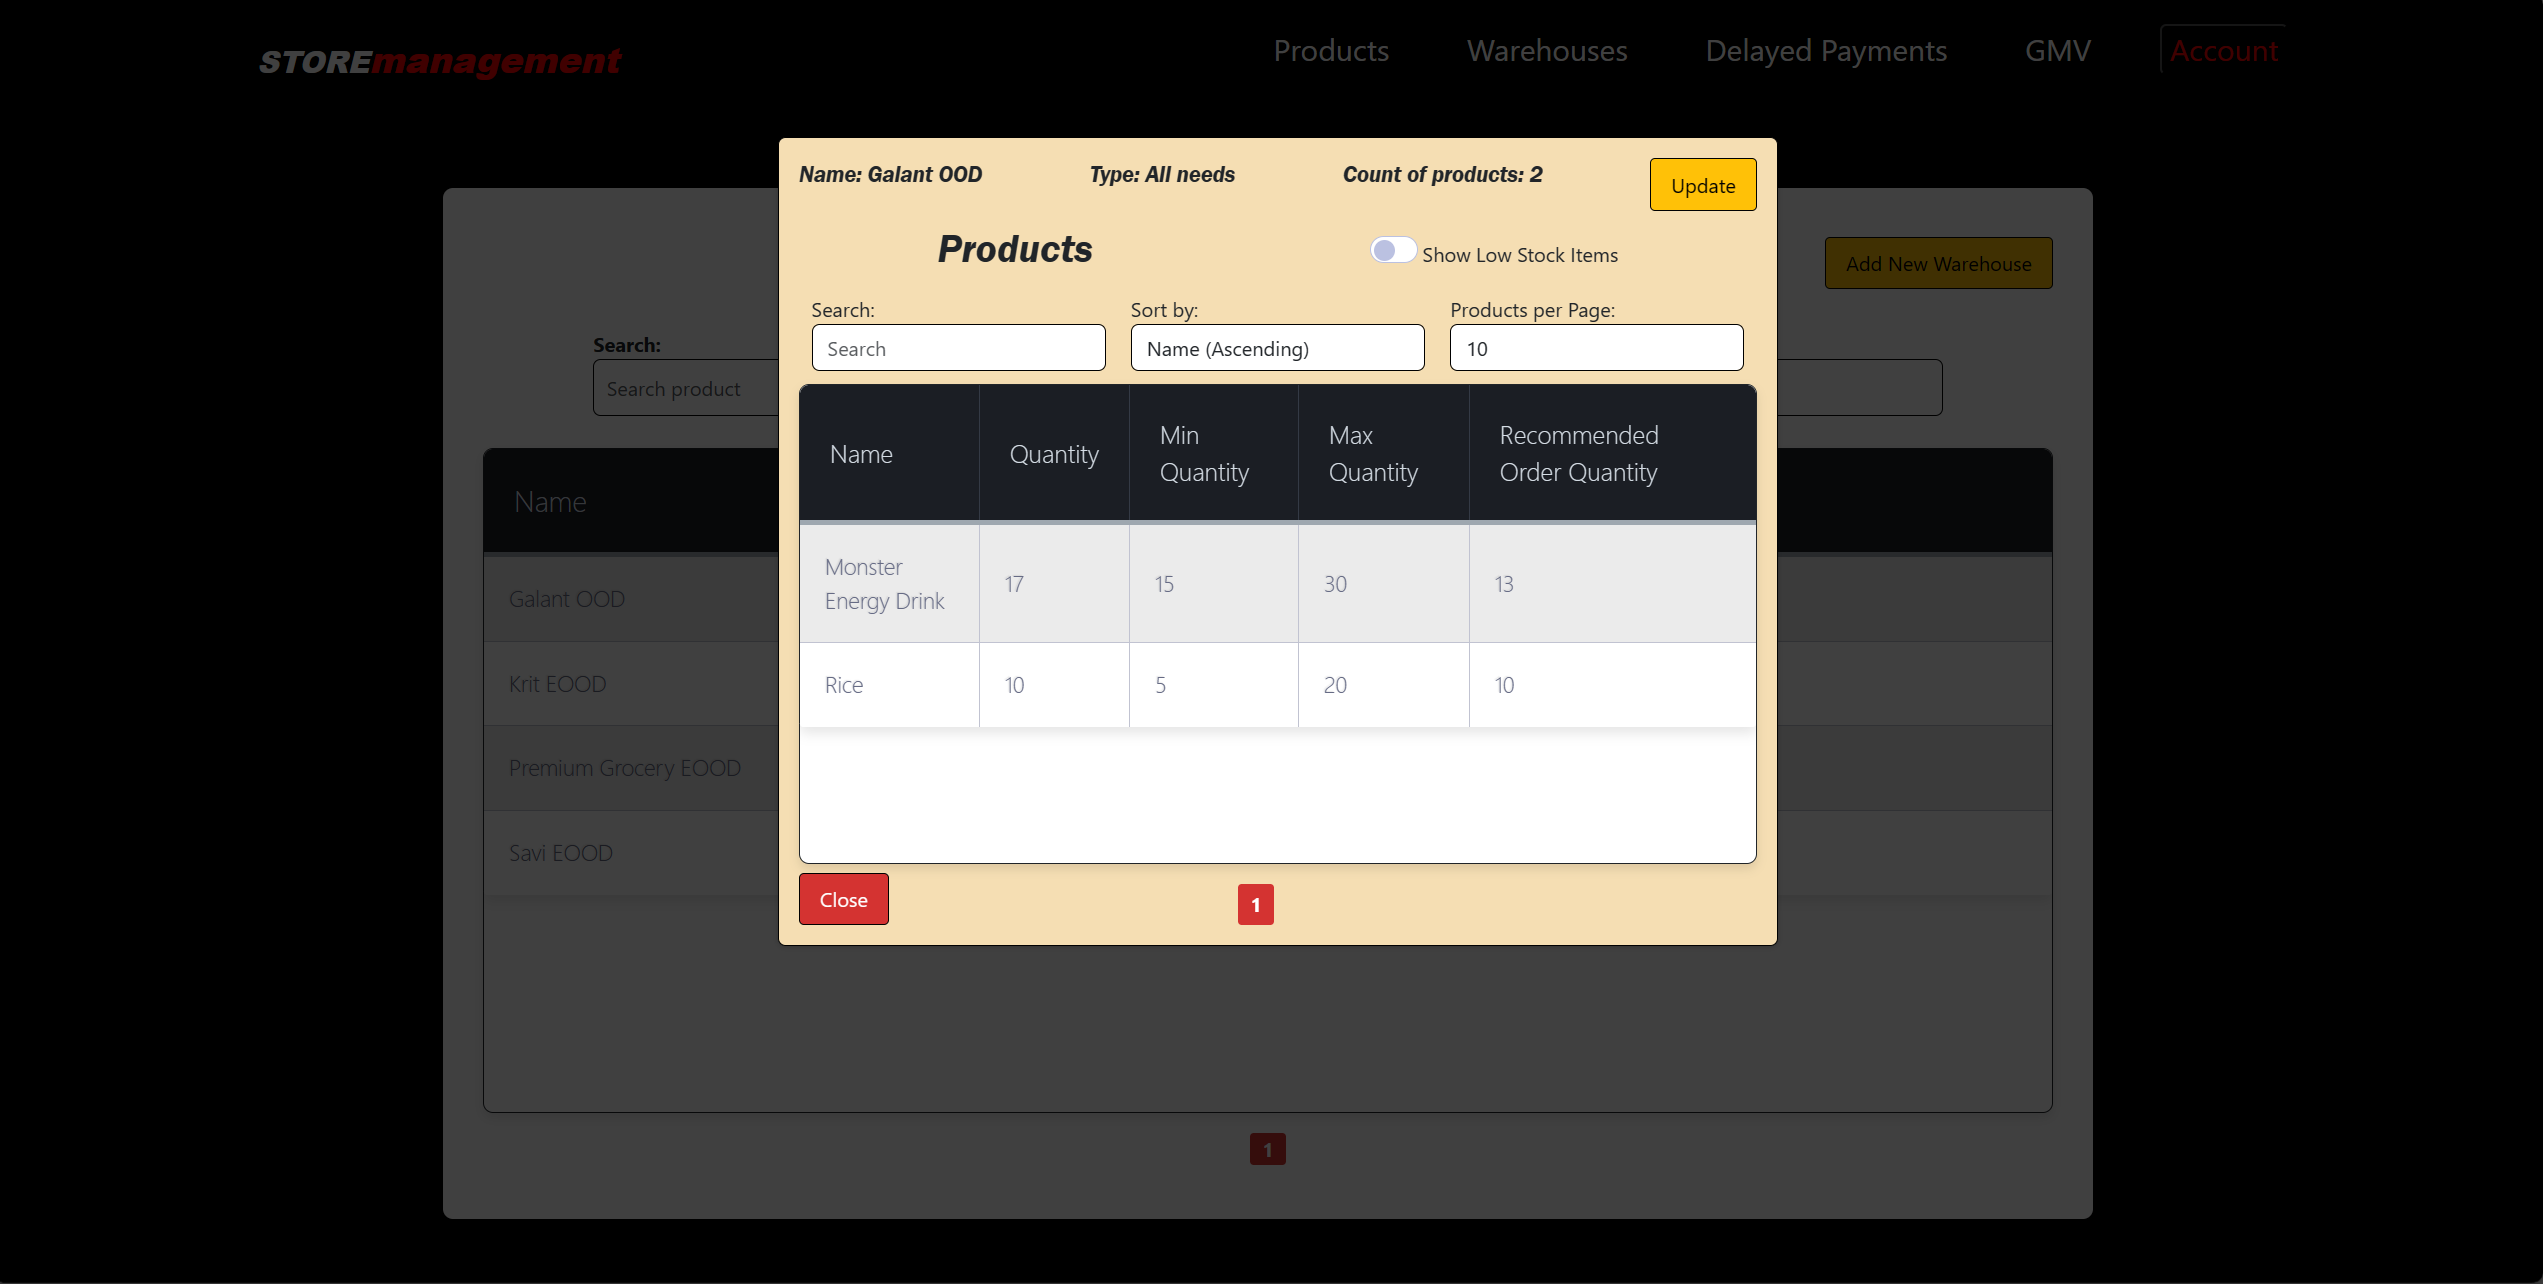 STOREmanagement
Products
Warehouses
Delayed Payments
GMV
Account
Name: Galant OOD
Type: All needs
Count of products: 2
Update
Products
Show Low Stock Items
Add New Warehouse
Search:
Sort by:
Products per Page:
Search
Name (Ascending)
10
Search:
Search product
Name
Quantity
Min
Quantity
Max
Quantity
Recommended
Order Quantity
Monster
Energy Drink
17
15
30
13
Rice
10
5
20
10
Name
Galant OOD
Krit EOOD
Premium Grocery EOOD
Savi EOOD
Close
1
1